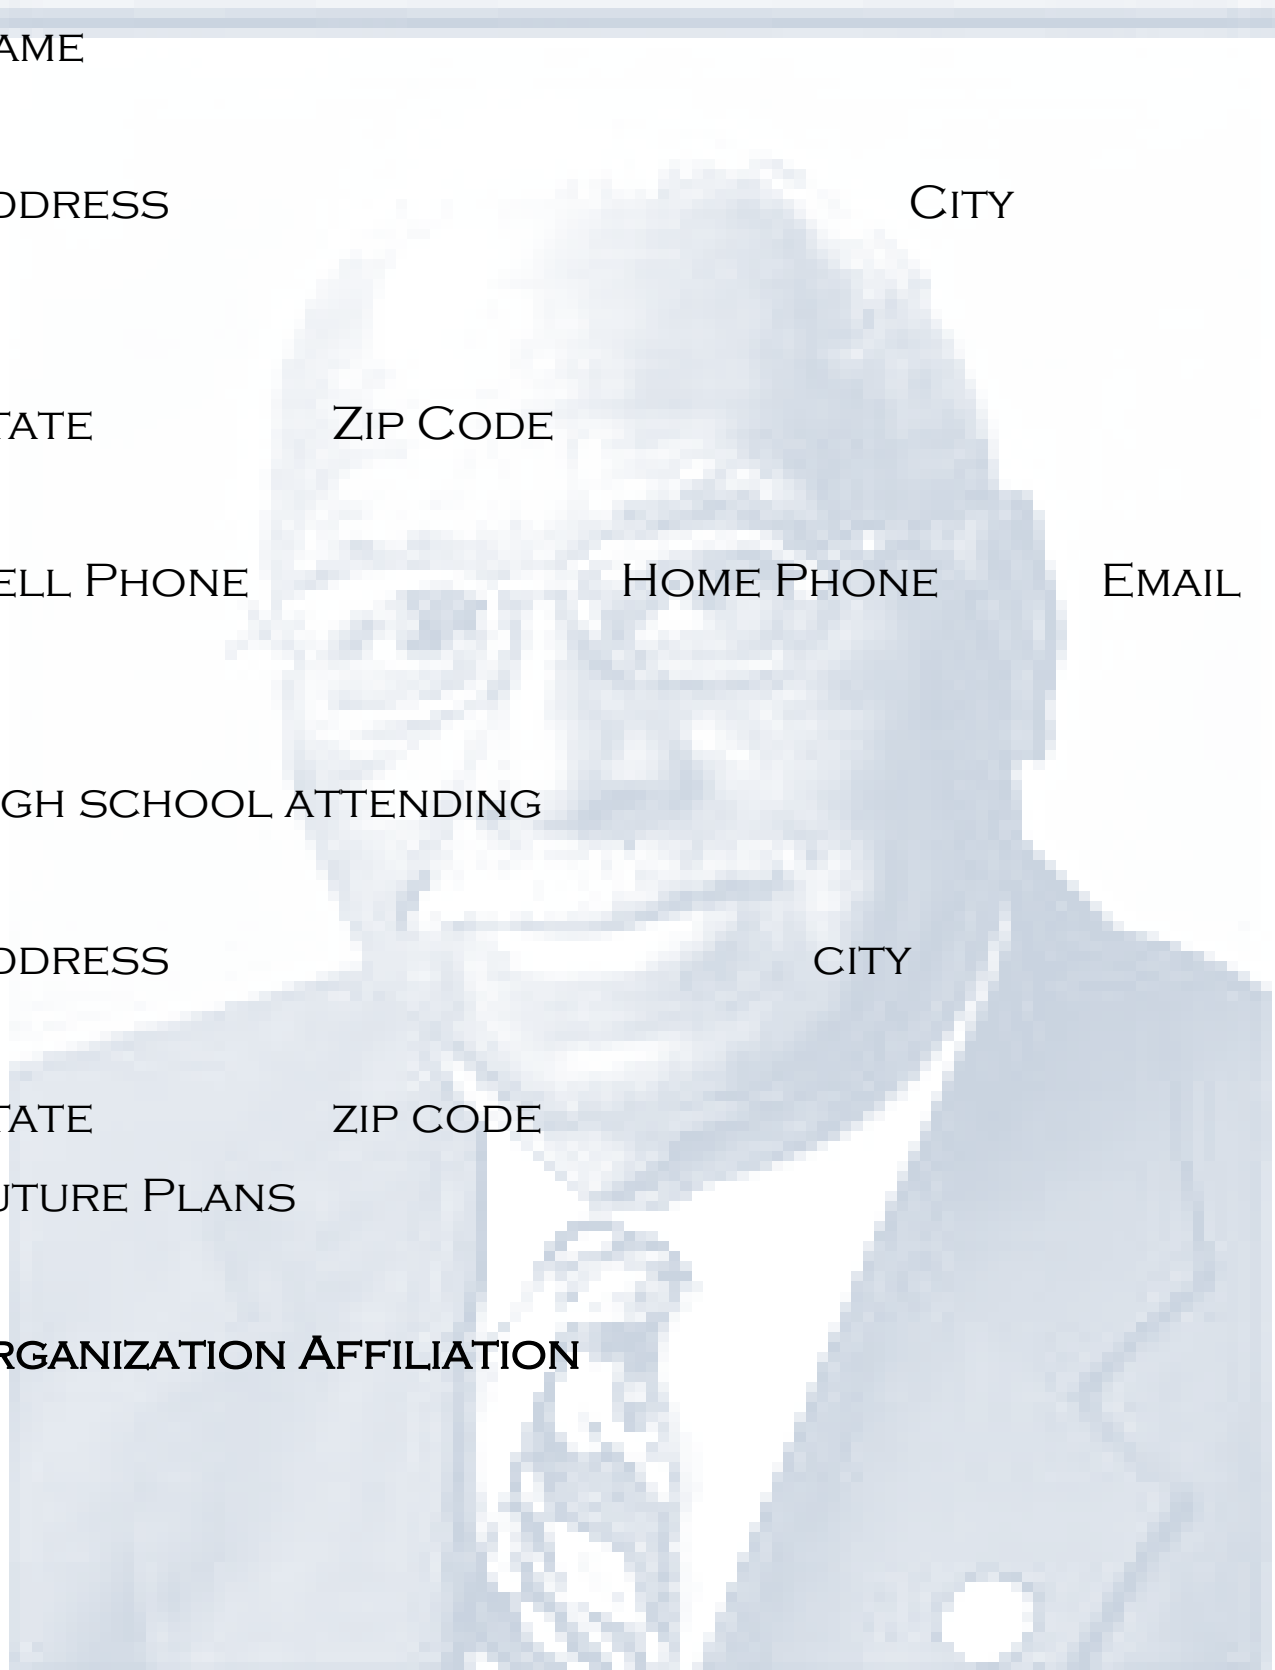 AME
DDRESS City
TATE Zip Code
ELL Phone Home Phone Email
GH SCHOOL ATTENDING
DDRESS CITY
TATE ZIP CODE
UTURE Plans
RGANIZATION Affiliation